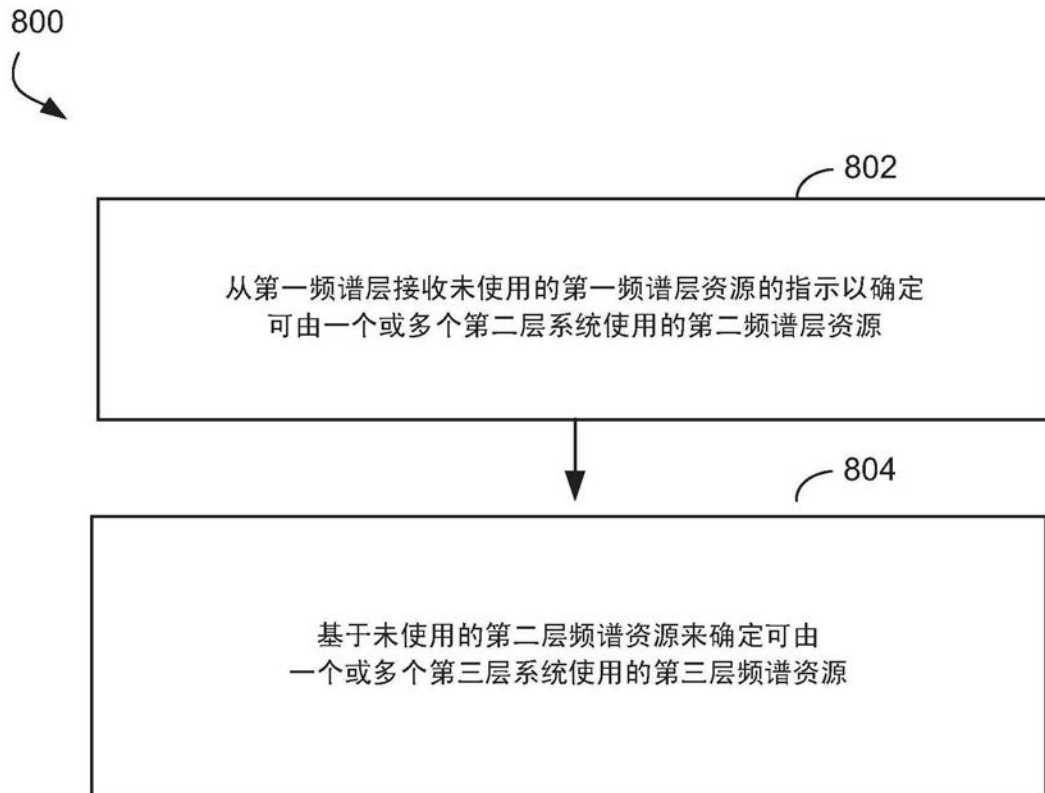 800
802
从第一频谱层接收未使用的第一频谱层资源的指示以确定
可由一个或多个第二层系统使用的第二频谱层资源
804
基于未使用的第二层频谱资源来确定可由
一个或多个第三层系统使用的第三层频谱资源